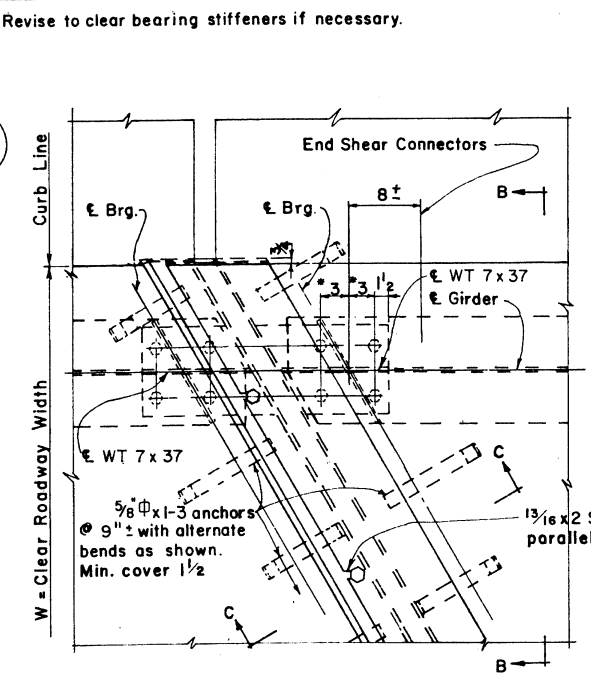 Revise to clear bearing stiffeners if necessary.
Curb Line
End Shear Connectors
B
8 ±
℄ Brg.
℄ Brg.
* 3 * 3 1½
℄ WT 7 x 37
℄ Girder
℄ WT 7 x 37
C
5/8" ϕ x 1-3 anchors
@ 9" ± with alternate
bends as shown.
Min. cover 1½
13/16 x 2
parallel
W = Clear Roadway Width
C
B